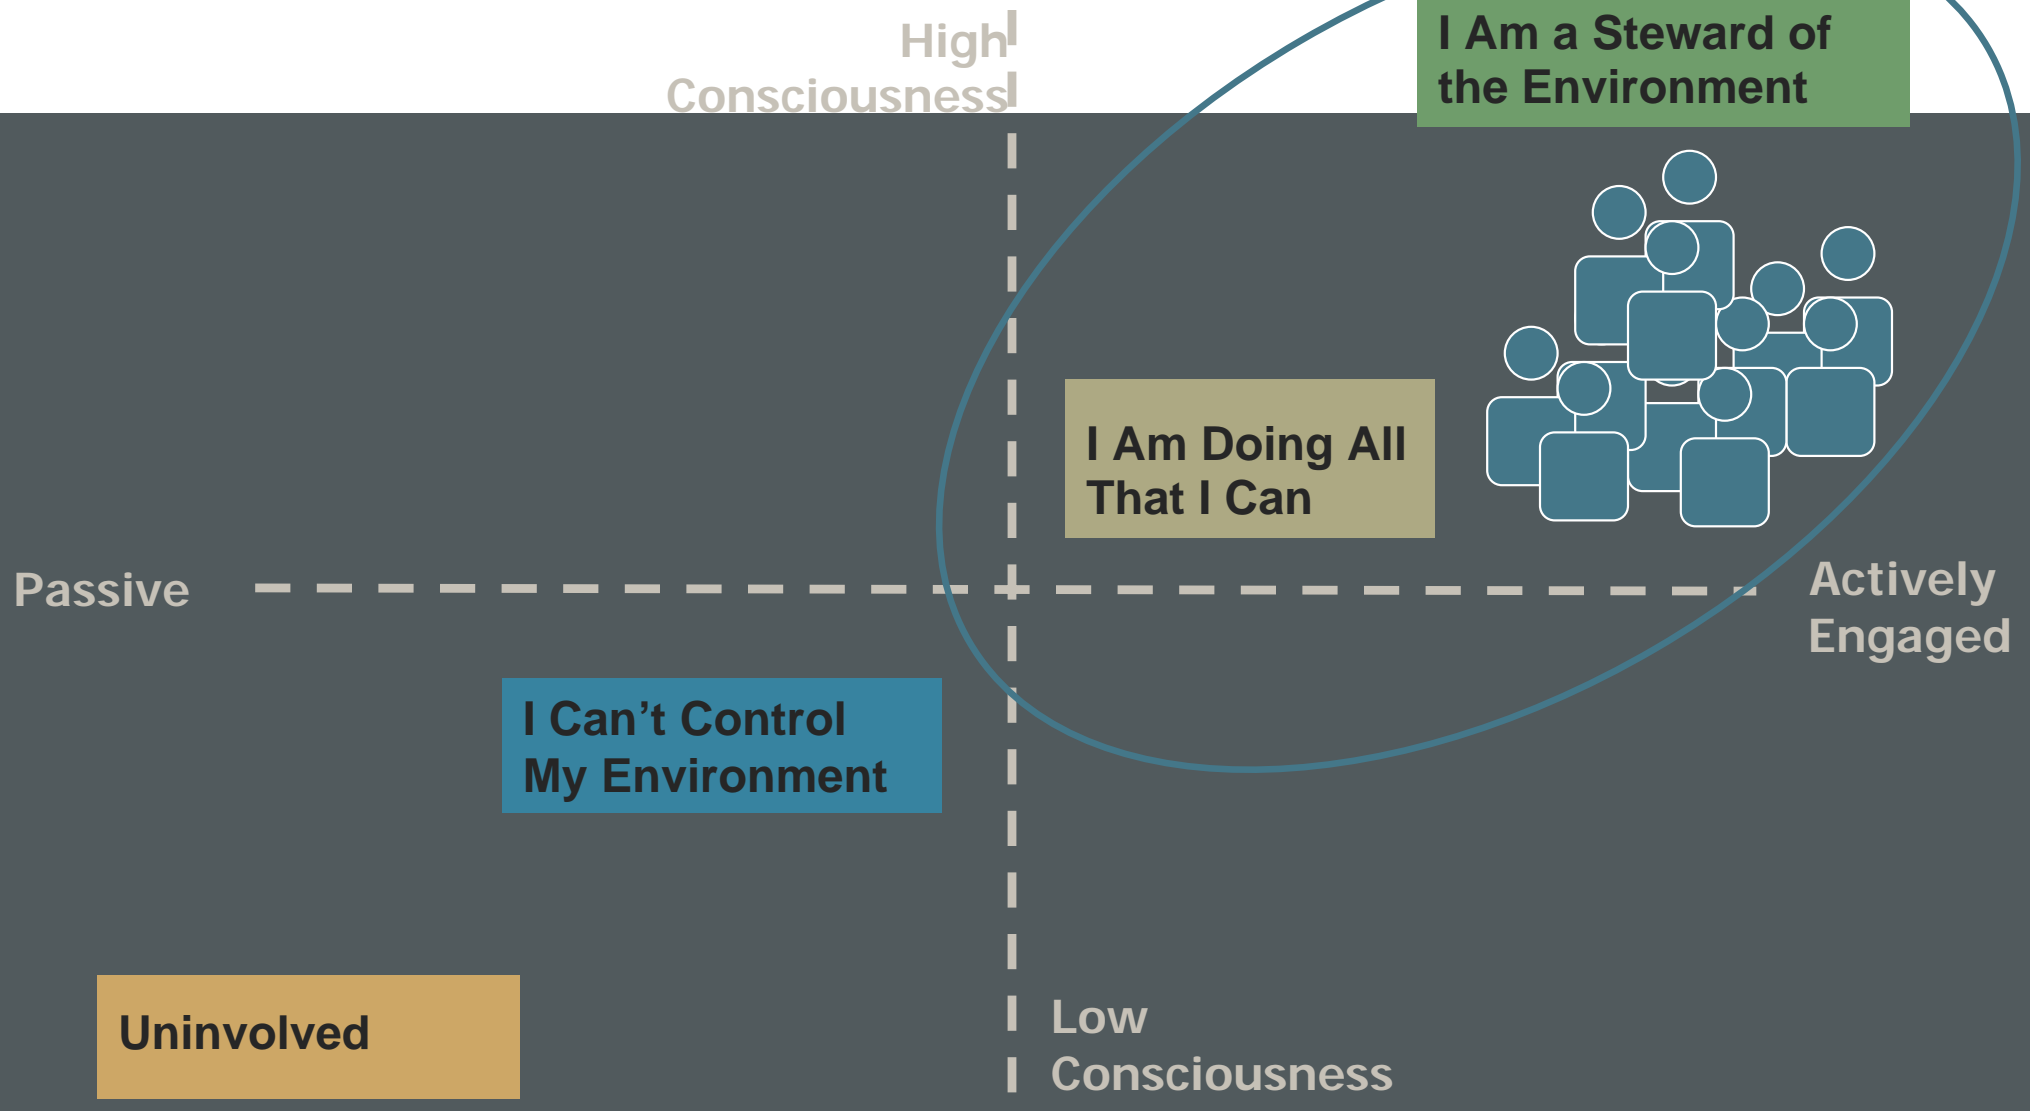 High
Consciousness
I Am a Steward of
the Environment
I Am Doing All
That I Can
Passive
Actively
Engaged
I Can’t Control
My Environment
Uninvolved
Low
Consciousness